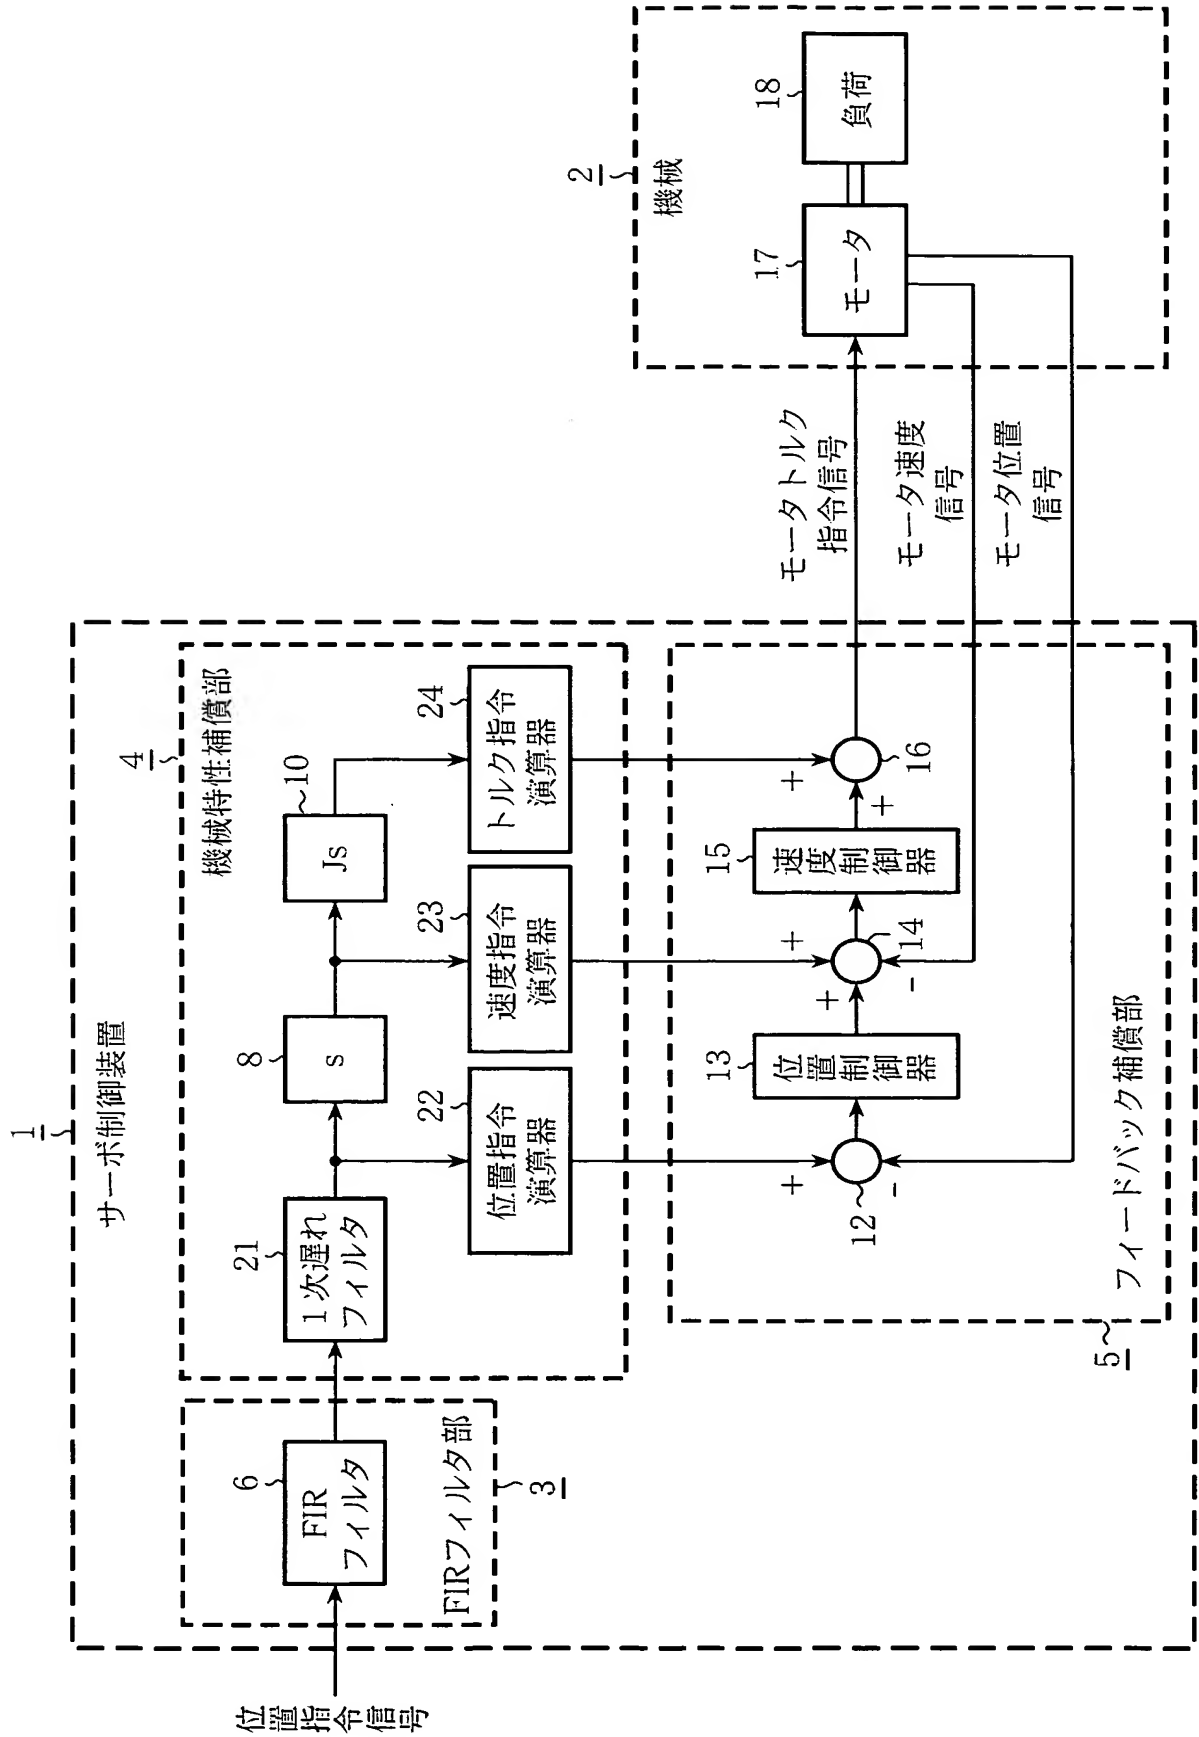 1
サーボ制御装置
4
機械特性補償部
位置指令信号
6
FIR
フィルタ
FIRフィルタ部
3
21
1次遅れ
フィルタ
8
s
10
Js
22
位置指令
演算器
23
速度指令
演算器
24
トルク指令
演算器
+
-
12
13
位置制御器
+
+
-
14
15
速度制御器
+
+
16
フィードバック補償部
5
モータトルク
指令信号
モータ速度
信号
モータ位置
信号
2
機械
17
モータ
18
負荷